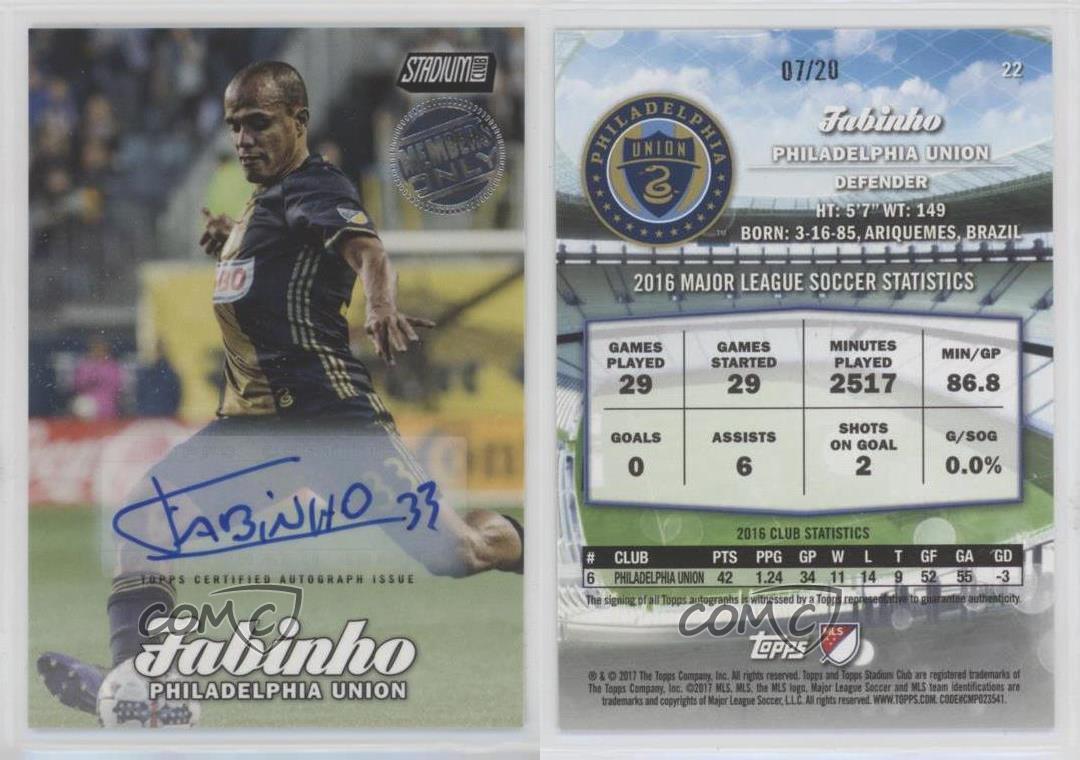 STADIUM CLUB
MEMBERS ONLY
MLS
FABINHO 33
TOPPS CERTIFIED AUTOGRAPH ISSUE
COMC
Fabinho
PHILADELPHIA UNION
07/20
22
PHILADELPHIA
UNION
TM
Fabinho
PHILADELPHIA UNION
DEFENDER
HT: 5'7" WT: 149
BORN: 3-16-85, ARIQUEMES, BRAZIL
2016 MAJOR LEAGUE SOCCER STATISTICS
GAMES PLAYED 29
GAMES STARTED 29
MINUTES PLAYED 2517
MIN/GP 86.8
GOALS 0
ASSISTS 6
SHOTS ON GOAL 2
G/SOG 0.0%
2016 CLUB STATISTICS
# CLUB PTS PPG GP W L T GF GA GD
6 PHILADELPHIA UNION 42 1.24 34 11 14 9 52 55 -3
The signing of all Topps autographs is witnessed by a Topps representative to guarantee authenticity.
COMC
Topps
MLS
® & © 2017 The Topps Company, Inc. All rights reserved. Topps and Topps Stadium Club are registered trademarks of
The Topps Company, Inc. ©2017 MLS. MLS, the MLS logo, Major League Soccer and MLS team identifications are
trademarks and copyrights of Major League Soccer, L.L.C. All rights reserved. WWW.TOPPS.COM. CODE#CMP023541.